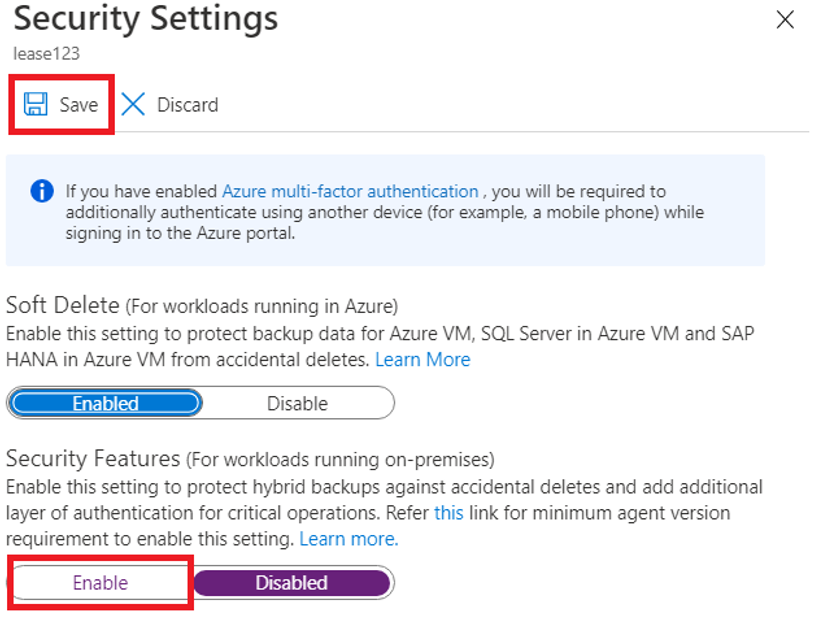 Security Settings
lease123
Save Discard
If you have enabled Azure multi-factor authentication , you will be required to
additionally authenticate using another device (for example, a mobile phone) while
signing in to the Azure portal.
Soft Delete (For workloads running in Azure)
Enable this setting to protect backup data for Azure VM, SQL Server in Azure VM and SAP
HANA in Azure VM from accidental deletes. Learn More
Enabled Disable
Security Features (For workloads running on-premises)
Enable this setting to protect hybrid backups against accidental deletes and add additional
layer of authentication for critical operations. Refer this link for minimum agent version
requirement to enable this setting. Learn more.
Enable Disabled